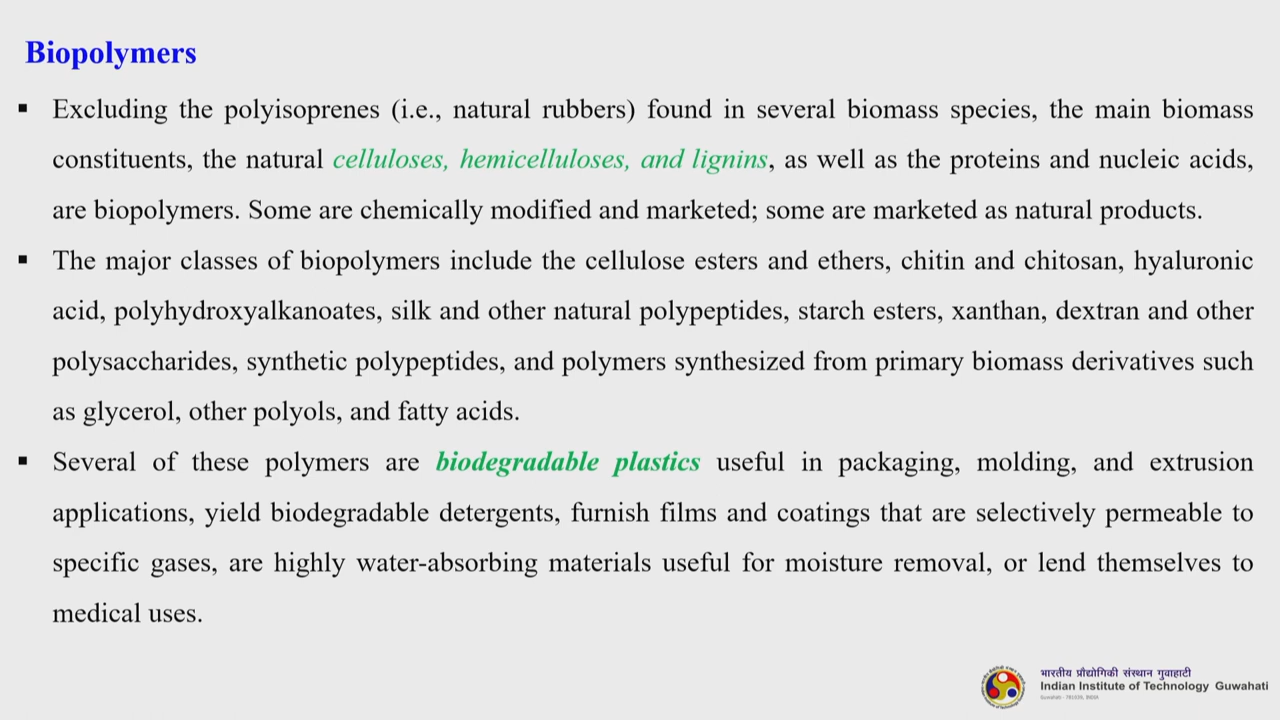 Biopolymers
▪ Excluding the polyisoprenes (i.e., natural rubbers) found in several biomass species, the main biomass
constituents, the natural celluloses, hemicelluloses, and lignins, as well as the proteins and nucleic acids,
are biopolymers. Some are chemically modified and marketed; some are marketed as natural products.
▪ The major classes of biopolymers include the cellulose esters and ethers, chitin and chitosan, hyaluronic
acid, polyhydroxyalkanoates, silk and other natural polypeptides, starch esters, xanthan, dextran and other
polysaccharides, synthetic polypeptides, and polymers synthesized from primary biomass derivatives such
as glycerol, other polyols, and fatty acids.
▪ Several of these polymers are biodegradable plastics useful in packaging, molding, and extrusion
applications, yield biodegradable detergents, furnish films and coatings that are selectively permeable to
specific gases, are highly water-absorbing materials useful for moisture removal, or lend themselves to
medical uses.
भारतीय प्रौद्योगिकी संस्थान गुवाहाटी
Indian Institute of Technology Guwahati
Guwahati - 781039, INDIA